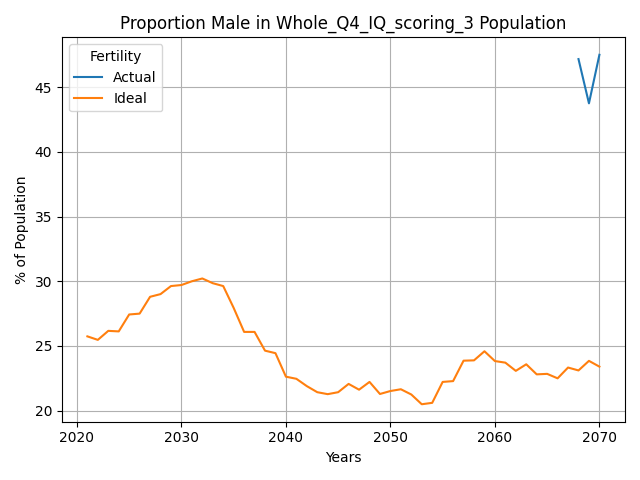 Proportion Male in Whole_Q4_IQ_scoring_3 Population
Fertility
Actual
Ideal
% of Population
45
40
35
30
25
20
2020
2030
2040
2050
2060
2070
Years